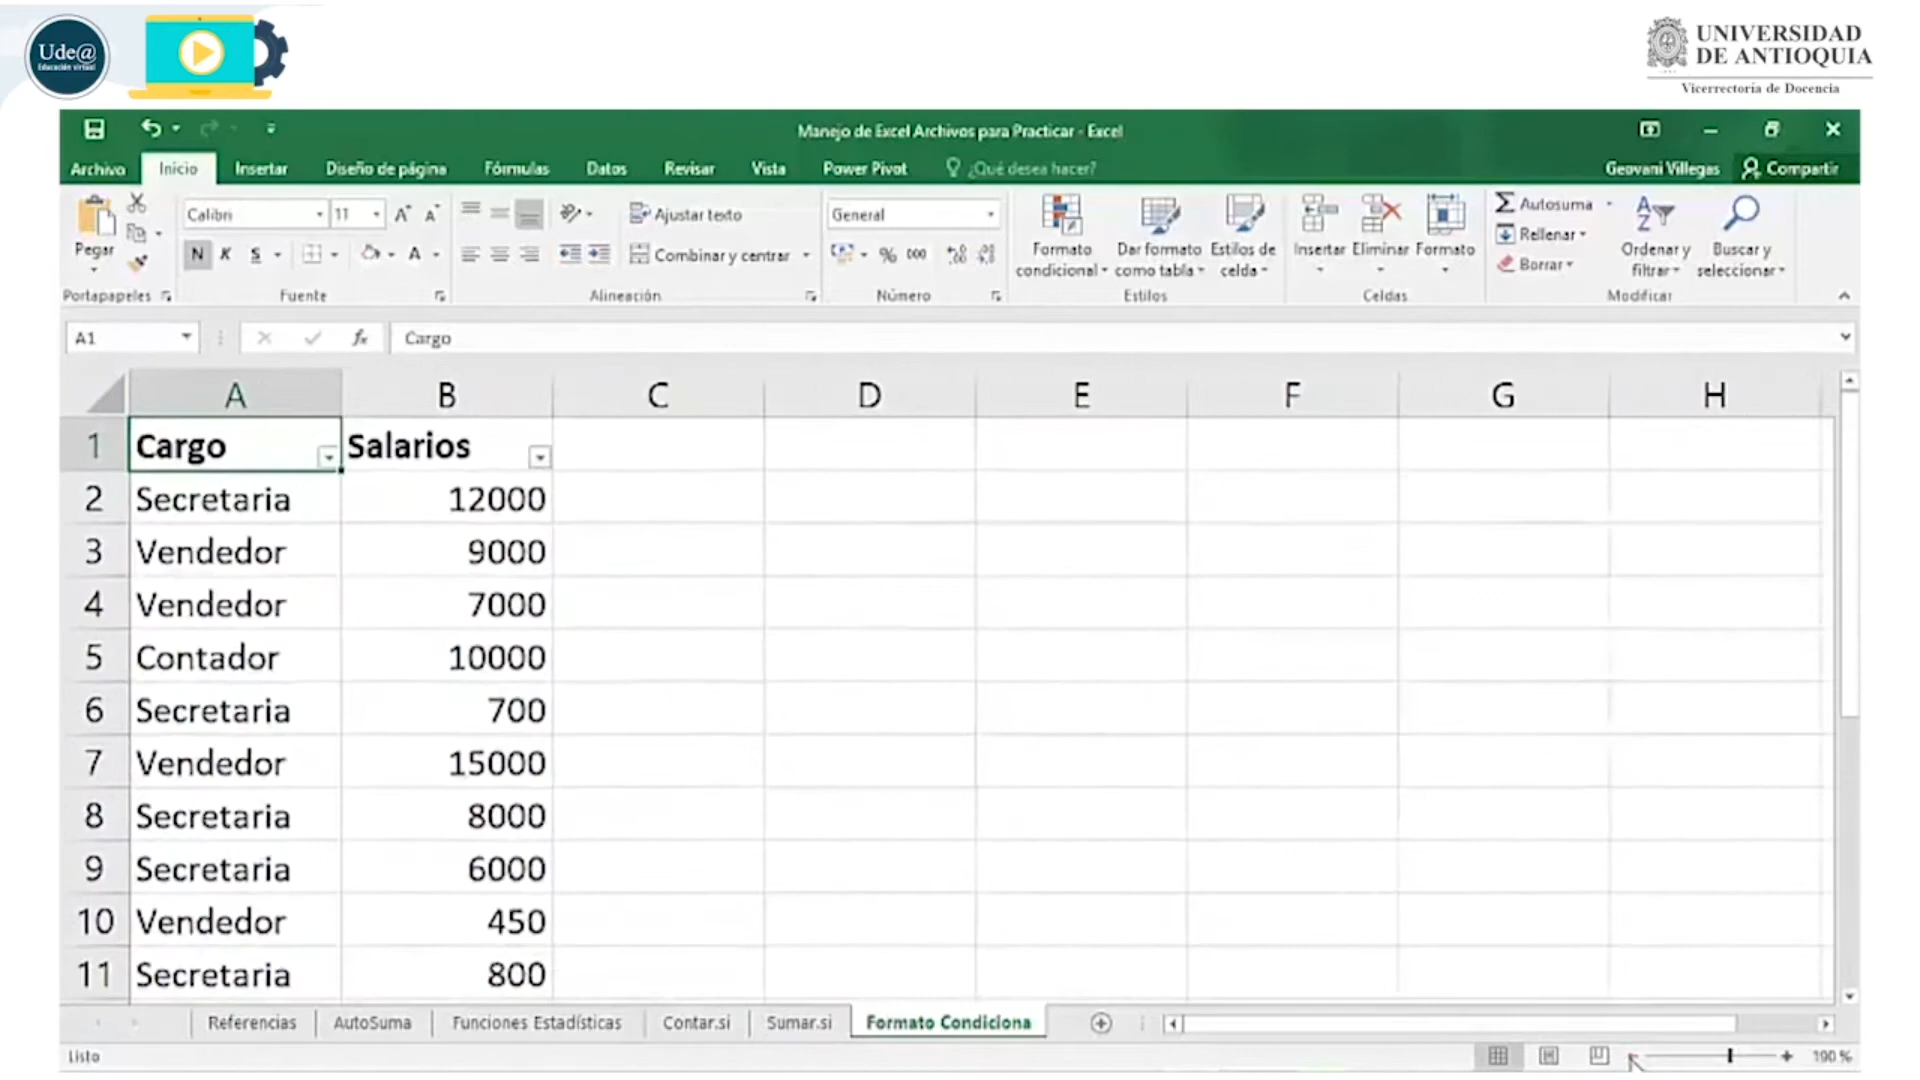 Ude@
Educación virtual
UNIVERSIDAD
DE ANTIOQUIA
Vicerrectoría de Docencia
Manejo de Excel Archivos para Practicar - Excel
Archivo Inicio Insertar Diseño de página Fórmulas Datos Revisar Vista Power Pivot ¿Qué desea hacer? Geovani Villegas Compartir
Pegar
Portapapeles
Calibri 11
N K S A
Fuente
Ajustar texto
Combinar y centrar
Alineación
General
% 000
Número
Formato condicional
Dar formato como tabla
Estilos de celda
Estilos
Insertar Eliminar Formato
Celdas
Autosuma
Rellenar
Borrar
Ordenar y filtrar
Buscar y seleccionar
Modificar
A1 fx Cargo
A B C D E F G H
1 Cargo Salarios
2 Secretaria 12000
3 Vendedor 9000
4 Vendedor 7000
5 Contador 10000
6 Secretaria 700
7 Vendedor 15000
8 Secretaria 8000
9 Secretaria 6000
10 Vendedor 450
11 Secretaria 800
Referencias AutoSuma Funciones Estadísticas Contar.si Sumar.si Formato Condiciona
Listo 190 %